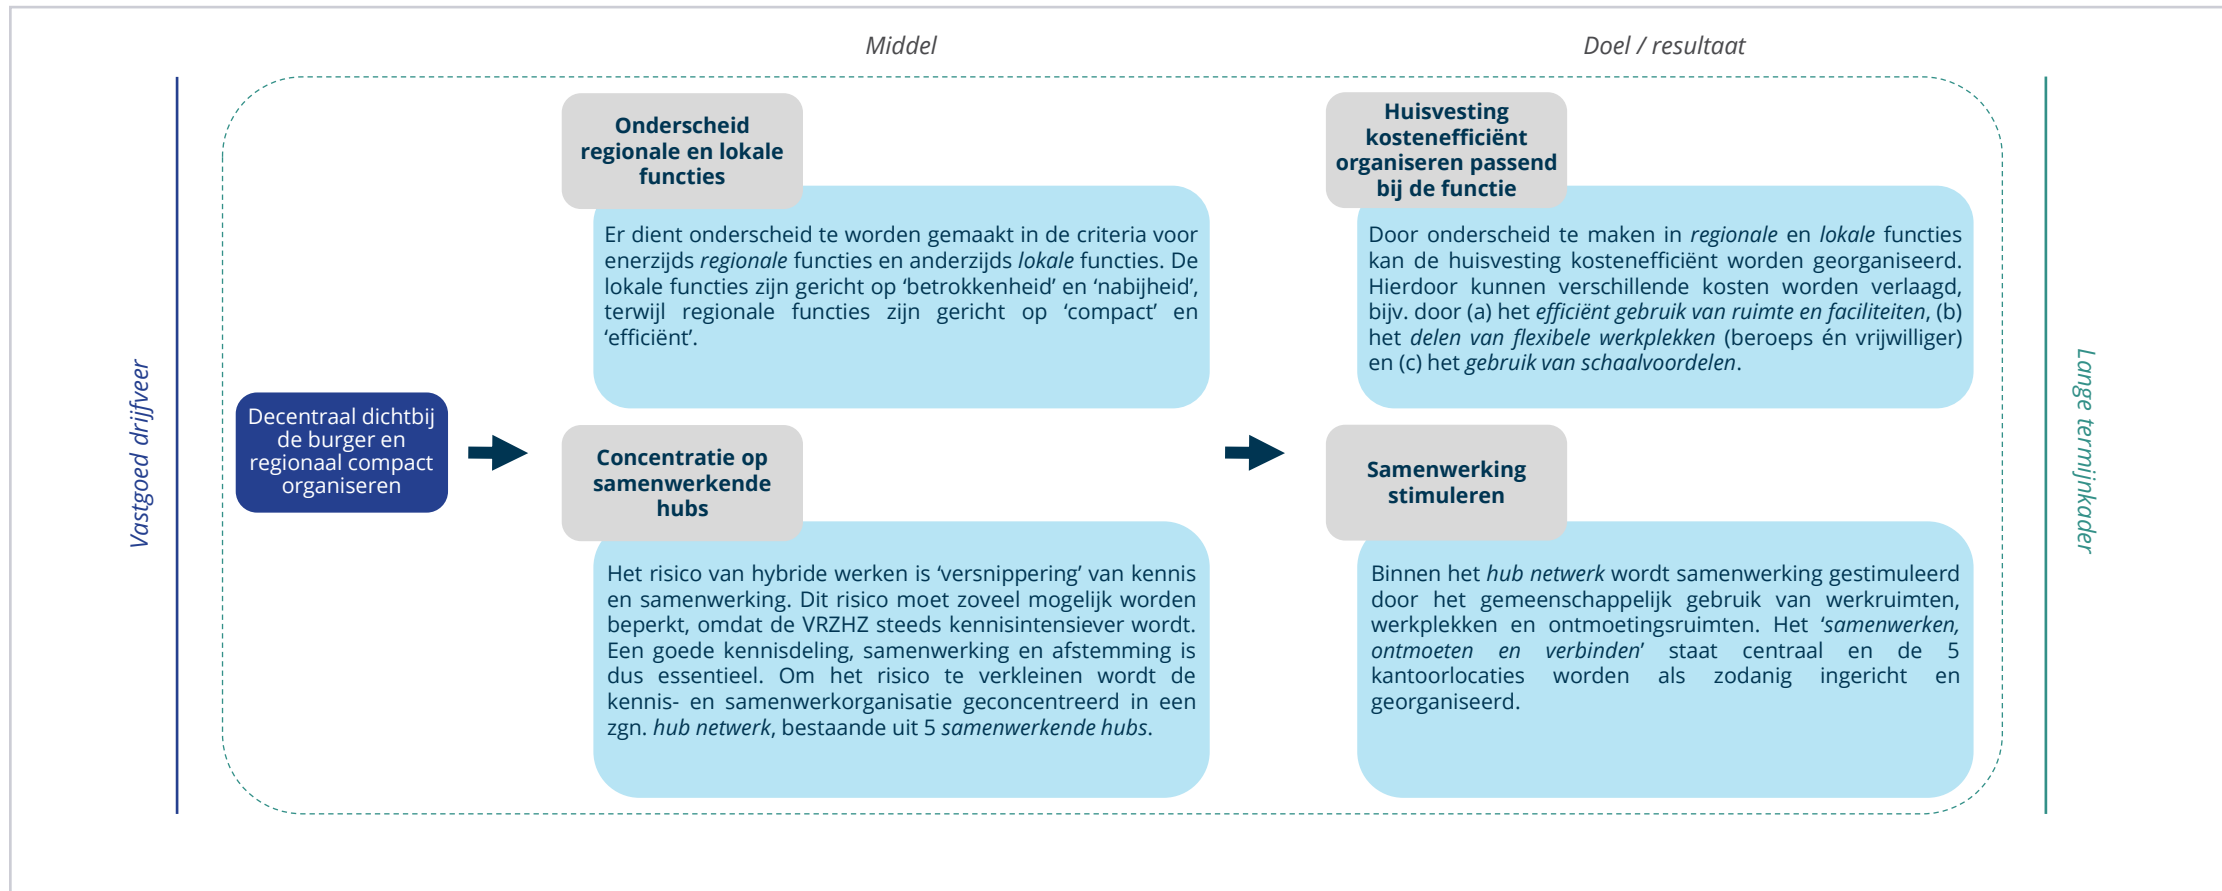 Middel
Doel / resultaat
Vastgoed drijfveer
Decentraal dichtbij
de burger en
regionaal compact
organiseren
Onderscheid
regionale en lokale
functies
Er dient onderscheid te worden gemaakt in de criteria voor
enerzijds regionale functies en anderzijds lokale functies. De
lokale functies zijn gericht op ‘betrokkenheid’ en ‘nabijheid’,
terwijl regionale functies zijn gericht op ‘compact’ en
‘efficiënt’.
Concentratie op
samenwerkende
hubs
Het risico van hybride werken is ‘versnippering’ van kennis
en samenwerking. Dit risico moet zoveel mogelijk worden
beperkt, omdat de VRZHZ steeds kennisintensiever wordt.
Een goede kennisdeling, samenwerking en afstemming is
dus essentieel. Om het risico te verkleinen wordt de
kennis- en samenwerkorganisatie geconcentreerd in een
zgn. hub netwerk, bestaande uit 5 samenwerkende hubs.
Huisvesting
kostenefficiënt
organiseren passend
bij de functie
Door onderscheid te maken in regionale en lokale functies
kan de huisvesting kostenefficiënt worden georganiseerd.
Hierdoor kunnen verschillende kosten worden verlaagd,
bijv. door (a) het efficiënt gebruik van ruimte en faciliteiten, (b)
het delen van flexibele werkplekken (beroeps én vrijwilliger)
en (c) het gebruik van schaalvoordelen.
Samenwerking
stimuleren
Binnen het hub netwerk wordt samenwerking gestimuleerd
door het gemeenschappelijk gebruik van werkruimten,
werkplekken en ontmoetingsruimten. Het ‘samenwerken,
ontmoeten en verbinden’ staat centraal en de 5
kantoorlocaties worden als zodanig ingericht en
georganiseerd.
Lange termijnkader